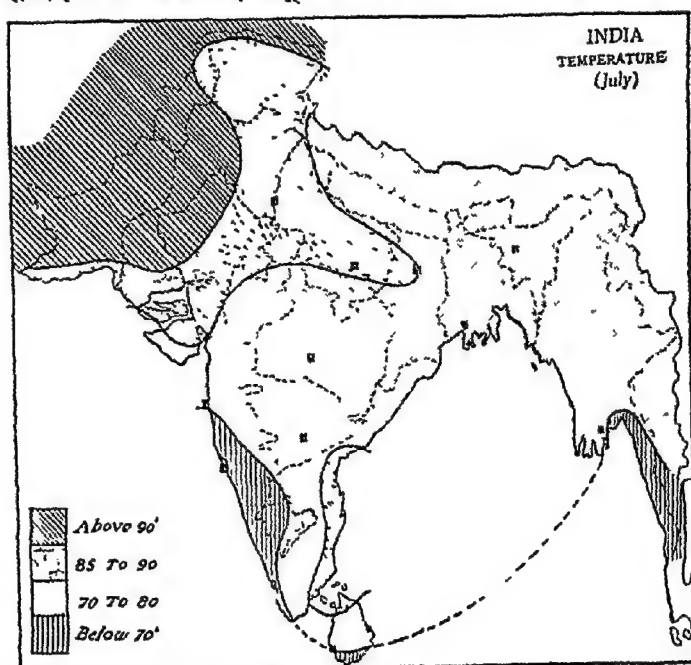 INDIA
TEMPERATURE
(July)
Above 90°
85 To 90
70 To 80
Below 70°